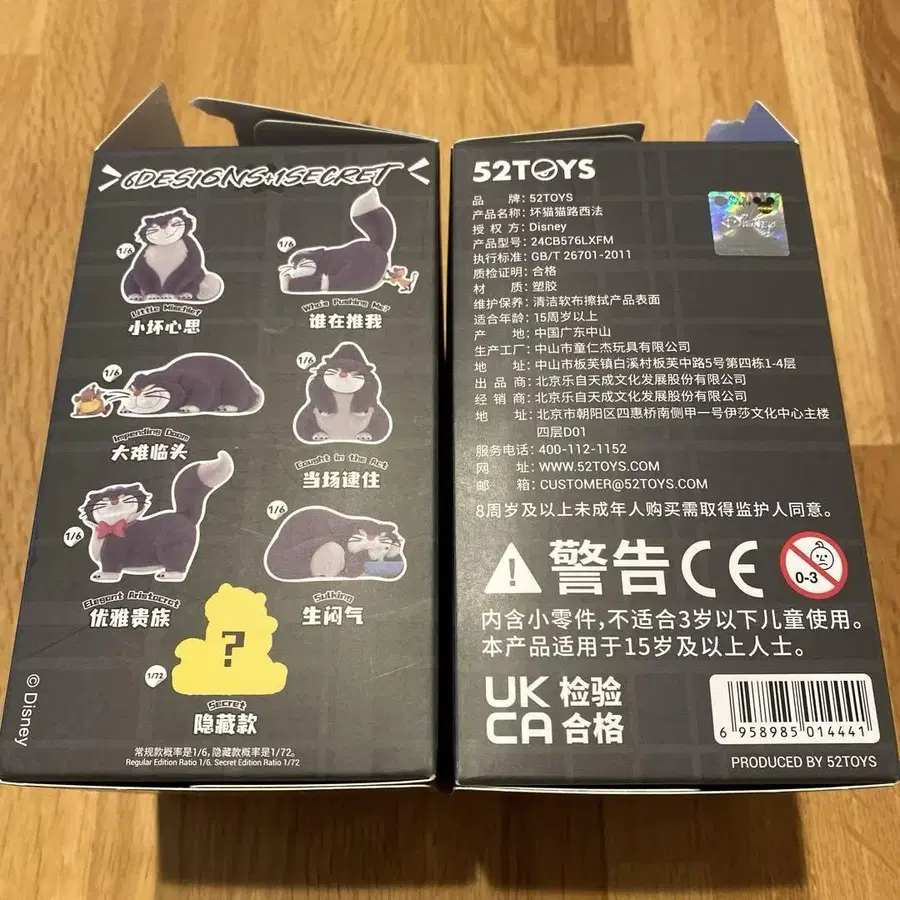 6DESIGNS+1SECRET
1/6
Little Mischief
小坏心思
1/6
Who's Pushing Me?
谁在推我
1/6
Impending Doom
大难临头
1/6
Caught in the Act
当场逮住
1/6
Elegant Aristocrat
优雅贵族
1/6
Sulking
生闷气
?
1/72
Secret
隐藏款
© Disney
常规款概率是1/6,隐藏款概率是1/72。
Regular Edition Ratio 1/6. Secret Edition Ratio 1/72
52TOYS
品 牌: 52TOYS
产品名称: 坏猫猫路西法
授 权 方: Disney
产品型号: 24CB576LXFM
执行标准: GB/T 26701-2011
质检证明: 合格
材 质: 塑胶
维护保养: 清洁软布擦拭产品表面
适合年龄: 15周岁以上
产 地: 中国广东中山
生产工厂: 中山市童仁杰玩具有限公司
地 址: 中山市板芙镇白溪村板芙中路5号第四栋1-4层
出 品 商: 北京乐自天成文化发展股份有限公司
经 销 商: 北京乐自天成文化发展股份有限公司
地 址: 北京市朝阳区四惠桥南侧甲一号伊莎文化中心主楼
四层D01
服务电话: 400-112-1152
网 址: WWW.52TOYS.COM
邮 箱: CUSTOMER@52TOYS.COM
8周岁及以上未成年人购买需取得监护人同意。
警告 CE
0-3
内含小零件,不适合3岁以下儿童使用。
本产品适用于15岁及以上人士。
UK
CA
检验
合格
6 958985 014441
PRODUCED BY 52TOYS